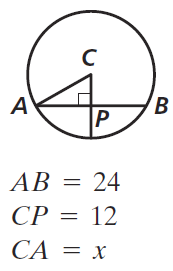 C
A
B
P
AB = 24
CP = 12
CA = x